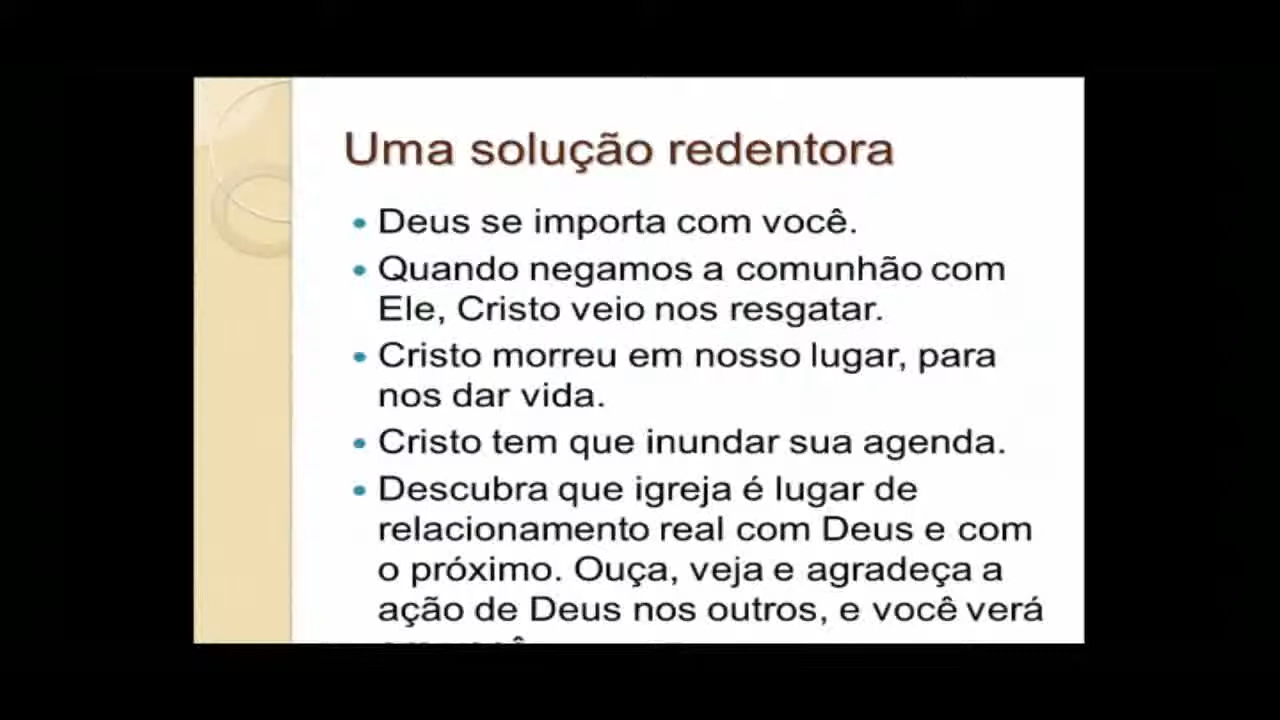 Uma solução redentora
• Deus se importa com você.
• Quando negamos a comunhão com
Ele, Cristo veio nos resgatar.
• Cristo morreu em nosso lugar, para
nos dar vida.
• Cristo tem que inundar sua agenda.
• Descubra que igreja é lugar de
relacionamento real com Deus e com
o próximo. Ouça, veja e agradeça a
ação de Deus nos outros, e você verá